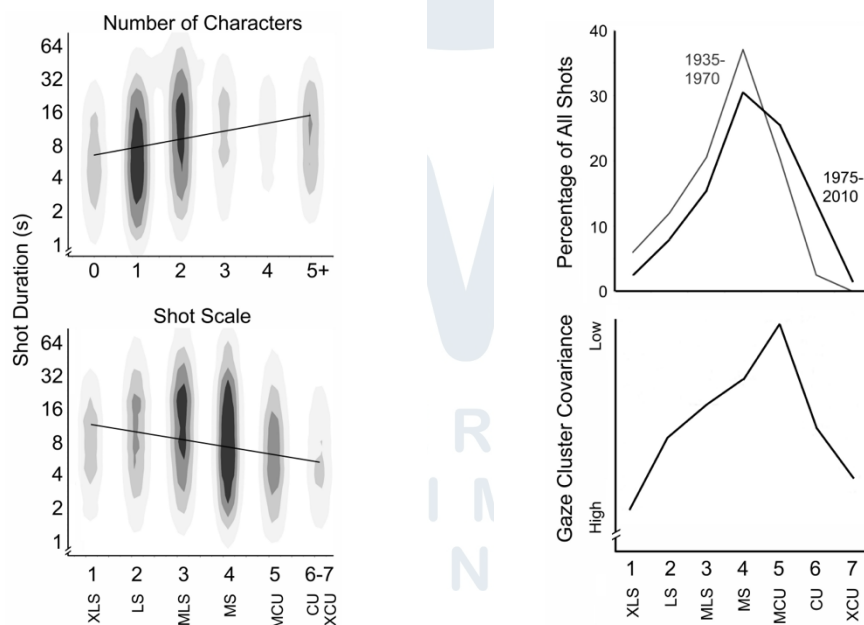 Number of Characters
Shot Duration (s)
64
32
16
8
4
2
1
0 1 2 3 4 5+
Shot Scale
64
32
16
8
4
2
1
1 2 3 4 5 6-7
XLS LS MLS MS MCU CU XCU
Percentage of All Shots
40
30
20
10
0
1935-
1970
1975-
2010
Gaze Cluster Covariance
Low
High
1 2 3 4 5 6 7
XLS LS MLS MS MCU CU XCU
R
I M
N